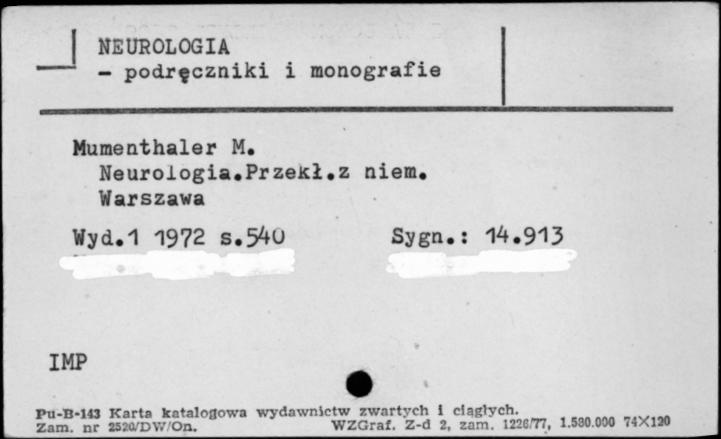 NEUROLOGIA
- podręczniki i monografie
Mumenthaler M.
Neurologia.Przekł.z niem.
Warszawa
Wyd.1 1972 s.540 Sygn.: 14.913
IMP
Pu-B-143 Karta katalogowa wydawnictw zwartych i ciągłych.
Zam. nr 2520/DW/On. WZGraf. Z-d 2, zam. 1226/77, 1.580.000 74X120